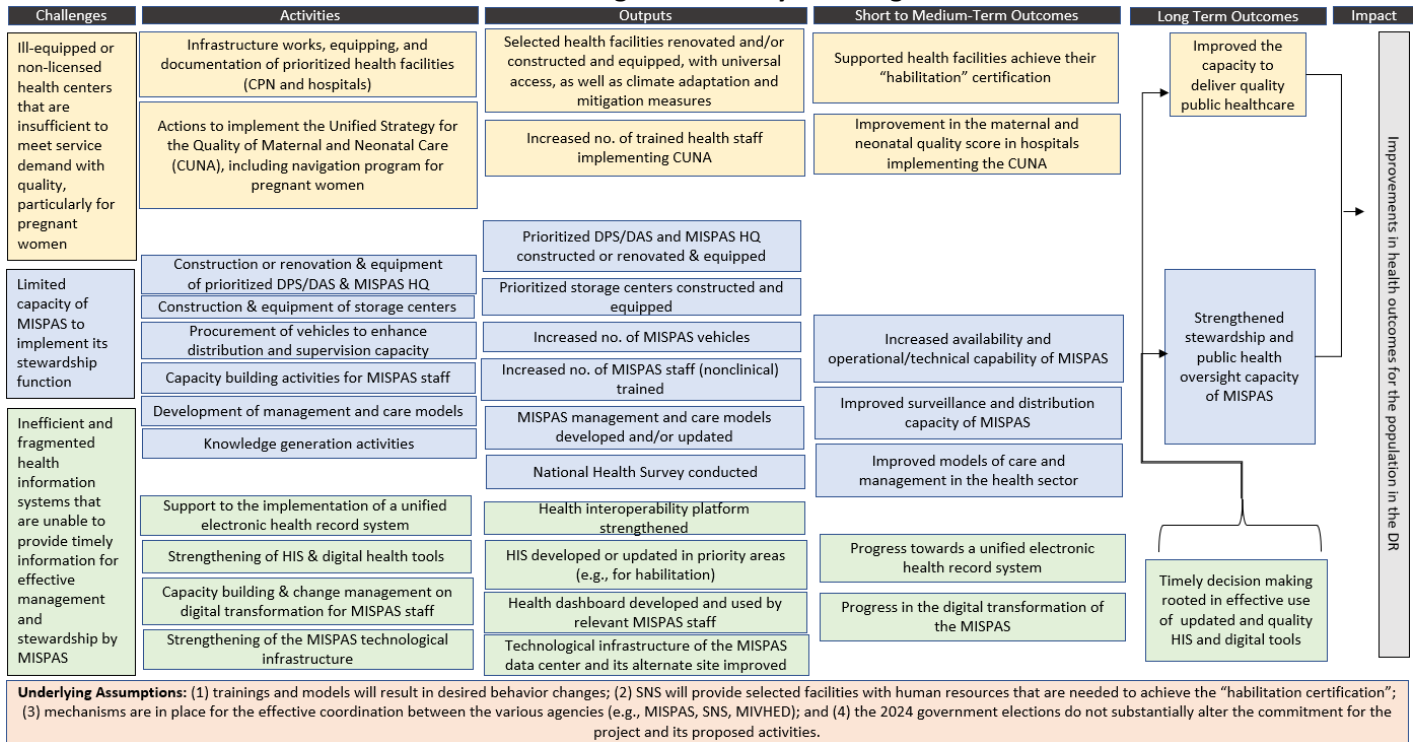 Challenges
Activities
Outputs
Short to Medium-Term Outcomes
Long Term Outcomes
Impact
Ill-equipped or
non-licensed
health centers
that are
insufficient to
meet service
demand with
quality,
particularly for
pregnant
women
Infrastructure works, equipping, and
documentation of prioritized health facilities
(CPN and hospitals)
Actions to implement the Unified Strategy for
the Quality of Maternal and Neonatal Care
(CUNA), including navigation program for
pregnant women
Selected health facilities renovated and/or
constructed and equipped, with universal
access, as well as climate adaptation and
mitigation measures
Increased no. of trained health staff
implementing CUNA
Supported health facilities achieve their
“habilitation” certification
Improvement in the maternal and
neonatal quality score in hospitals
implementing the CUNA
Improved the
capacity to
deliver quality
public healthcare
Limited
capacity of
MISPAS to
implement its
stewardship
function
Construction or renovation & equipment
of prioritized DPS/DAS & MISPAS HQ
Construction & equipment of storage centers
Procurement of vehicles to enhance
distribution and supervision capacity
Capacity building activities for MISPAS staff
Development of management and care models
Knowledge generation activities
Prioritized DPS/DAS and MISPAS HQ
constructed or renovated & equipped
Prioritized storage centers constructed and
equipped
Increased no. of MISPAS vehicles
Increased no. of MISPAS staff (nonclinical)
trained
MISPAS management and care models
developed and/or updated
National Health Survey conducted
Increased availability and
operational/technical capability of MISPAS
Improved surveillance and distribution
capacity of MISPAS
Improved models of care and
management in the health sector
Strengthened
stewardship and
public health
oversight capacity
of MISPAS
Inefficient and
fragmented
health
information
systems that
are unable to
provide timely
information for
effective
management
and
stewardship by
MISPAS
Support to the implementation of a unified
electronic health record system
Strengthening of HIS & digital health tools
Capacity building & change management on
digital transformation for MISPAS staff
Strengthening of the MISPAS technological
infrastructure
Health interoperability platform
strengthened
HIS developed or updated in priority areas
(e.g., for habilitation)
Health dashboard developed and used by
relevant MISPAS staff
Technological infrastructure of the MISPAS
data center and its alternate site improved
Progress towards a unified electronic
health record system
Progress in the digital transformation of
the MISPAS
Timely decision making
rooted in effective use
of updated and quality
HIS and digital tools
Improvements in health outcomes for the population in the DR
Underlying Assumptions: (1) trainings and models will result in desired behavior changes; (2) SNS will provide selected facilities with human resources that are needed to achieve the “habilitation certification”;
(3) mechanisms are in place for the effective coordination between the various agencies (e.g., MISPAS, SNS, MIVHED); and (4) the 2024 government elections do not substantially alter the commitment for the
project and its proposed activities.